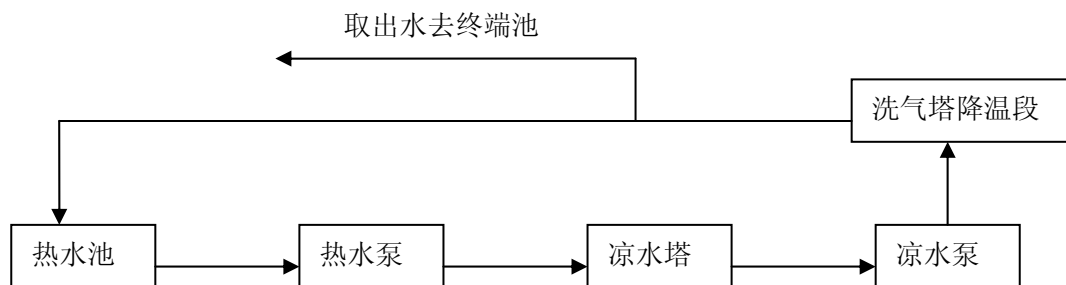 取出水去终端池
洗气塔降温段
热水池
热水泵
凉水塔
凉水泵